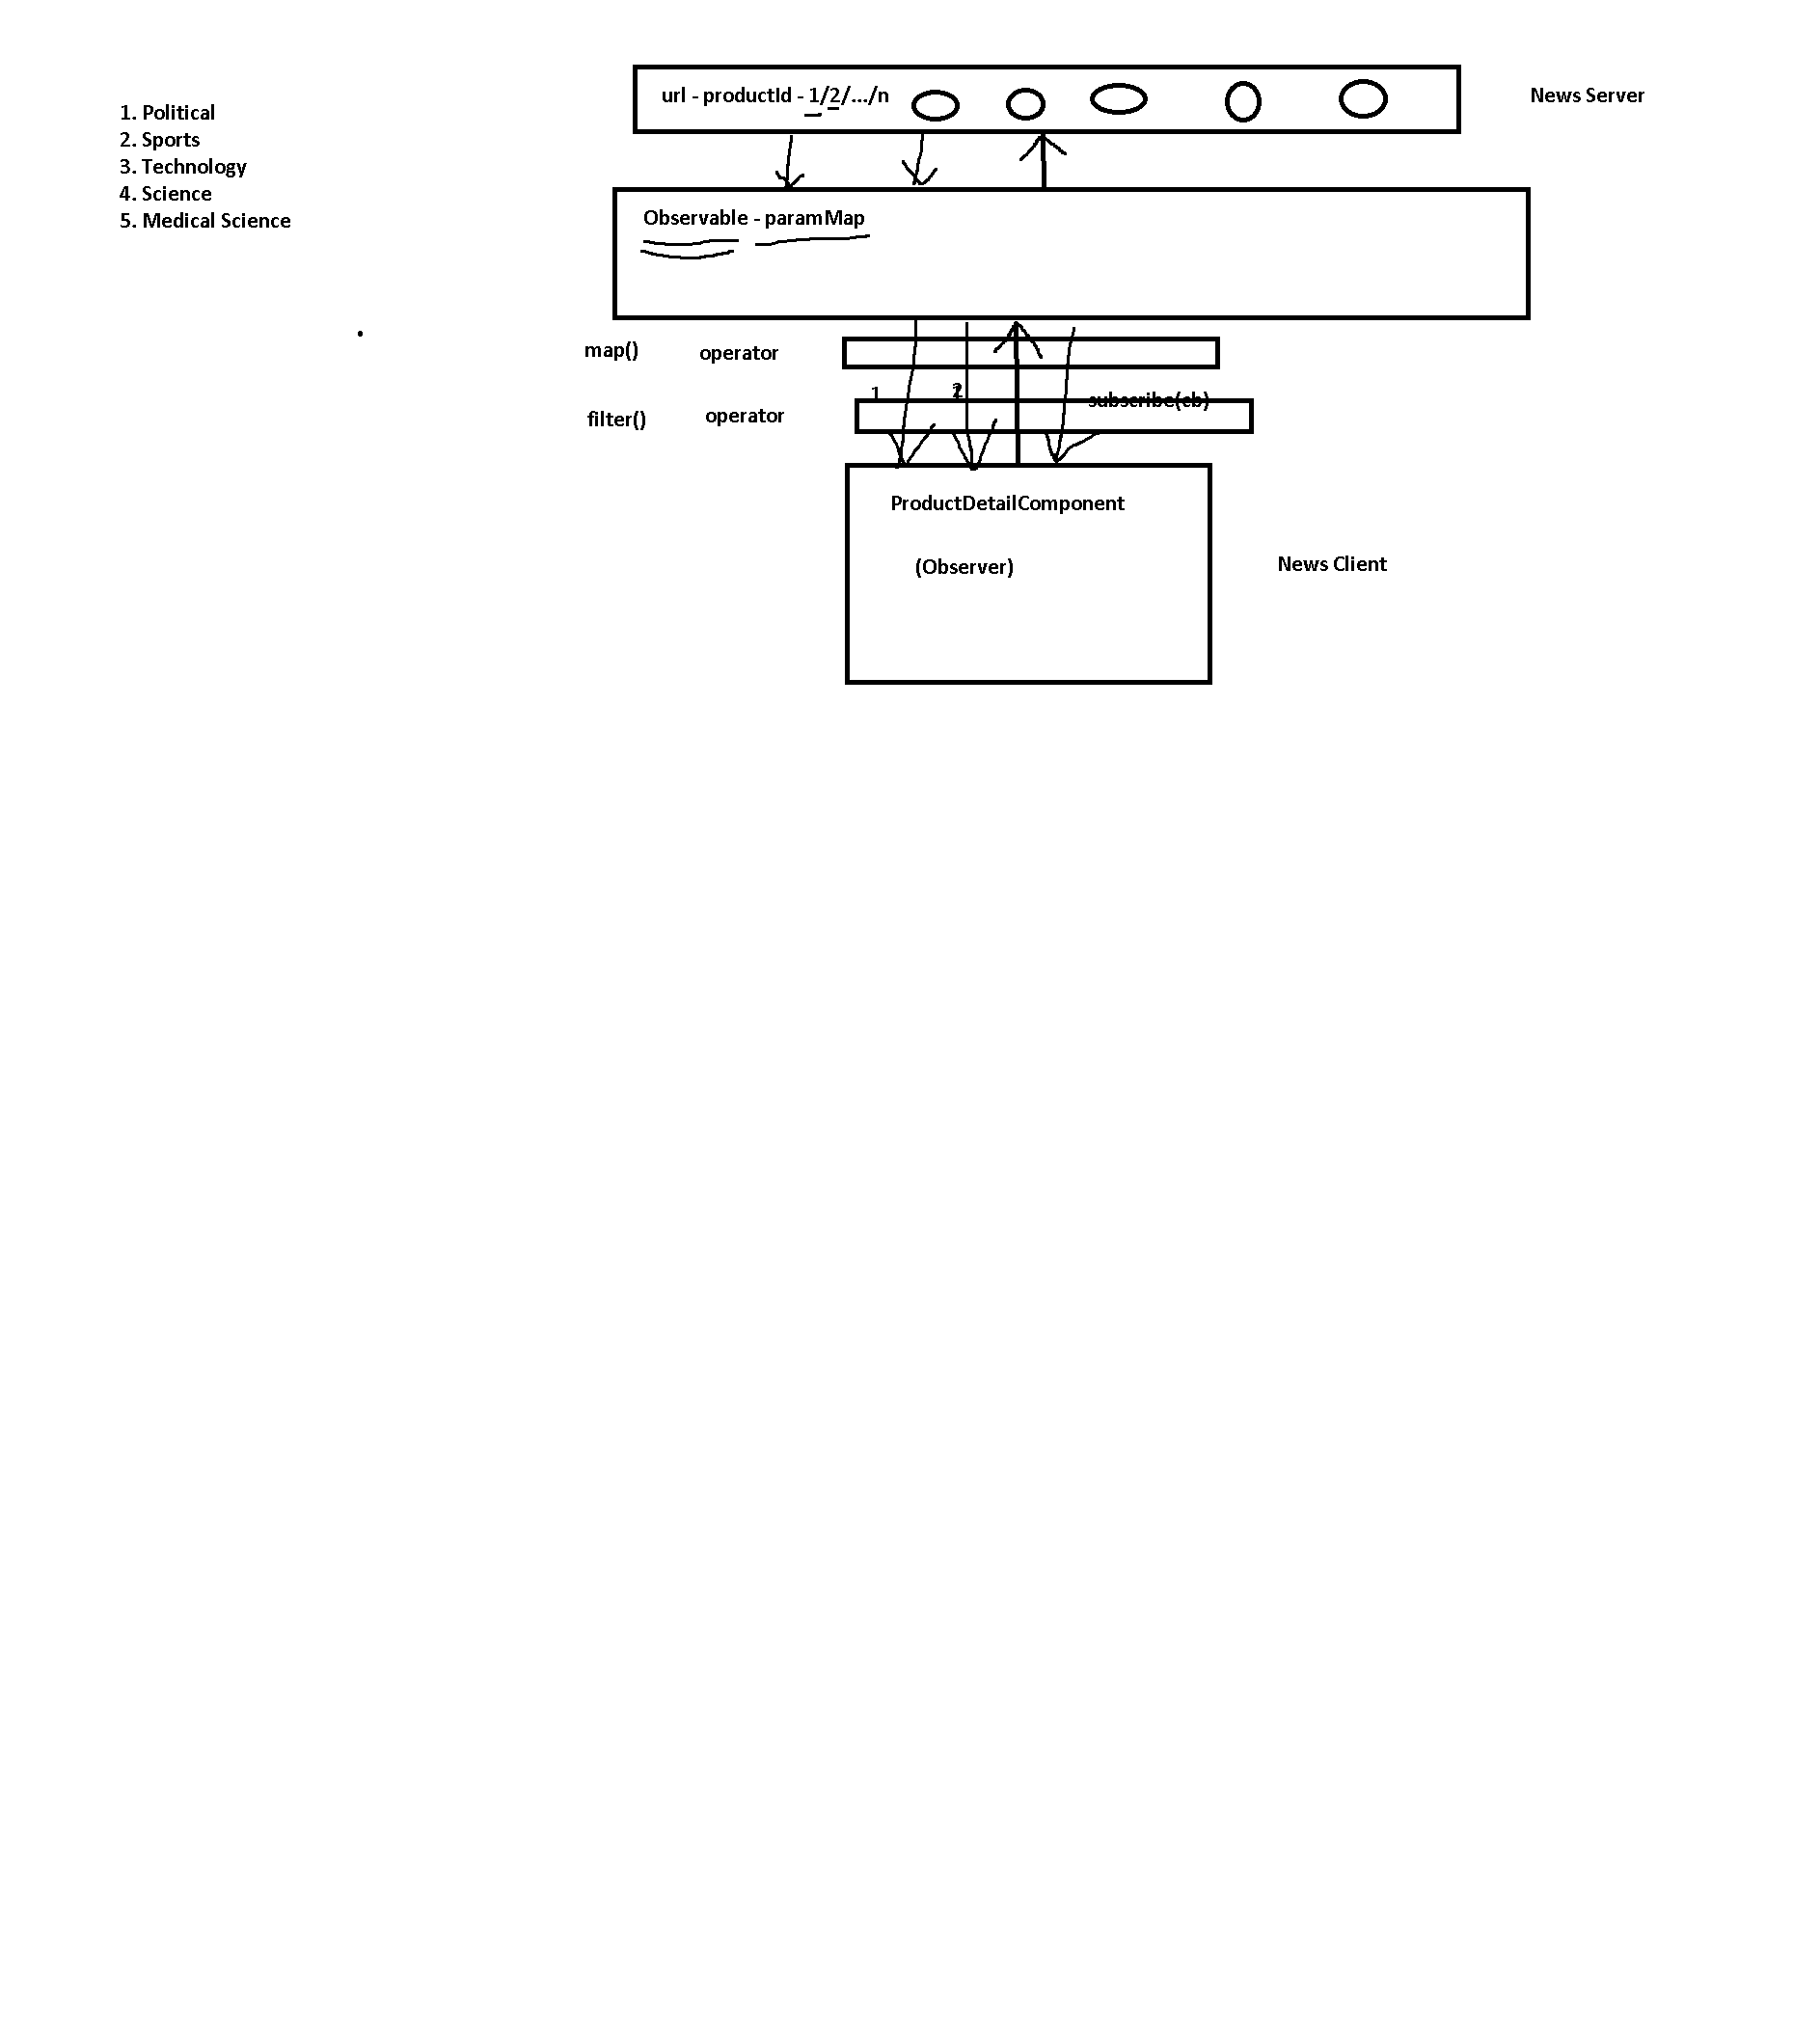 url - productId - 1/2/.../n
News Server
1. Political
2. Sports
3. Technology
4. Science
5. Medical Science
Observable - paramMap
map()
operator
1
2
subscribe(cb)
filter()
operator
ProductDetailComponent
(Observer)
News Client